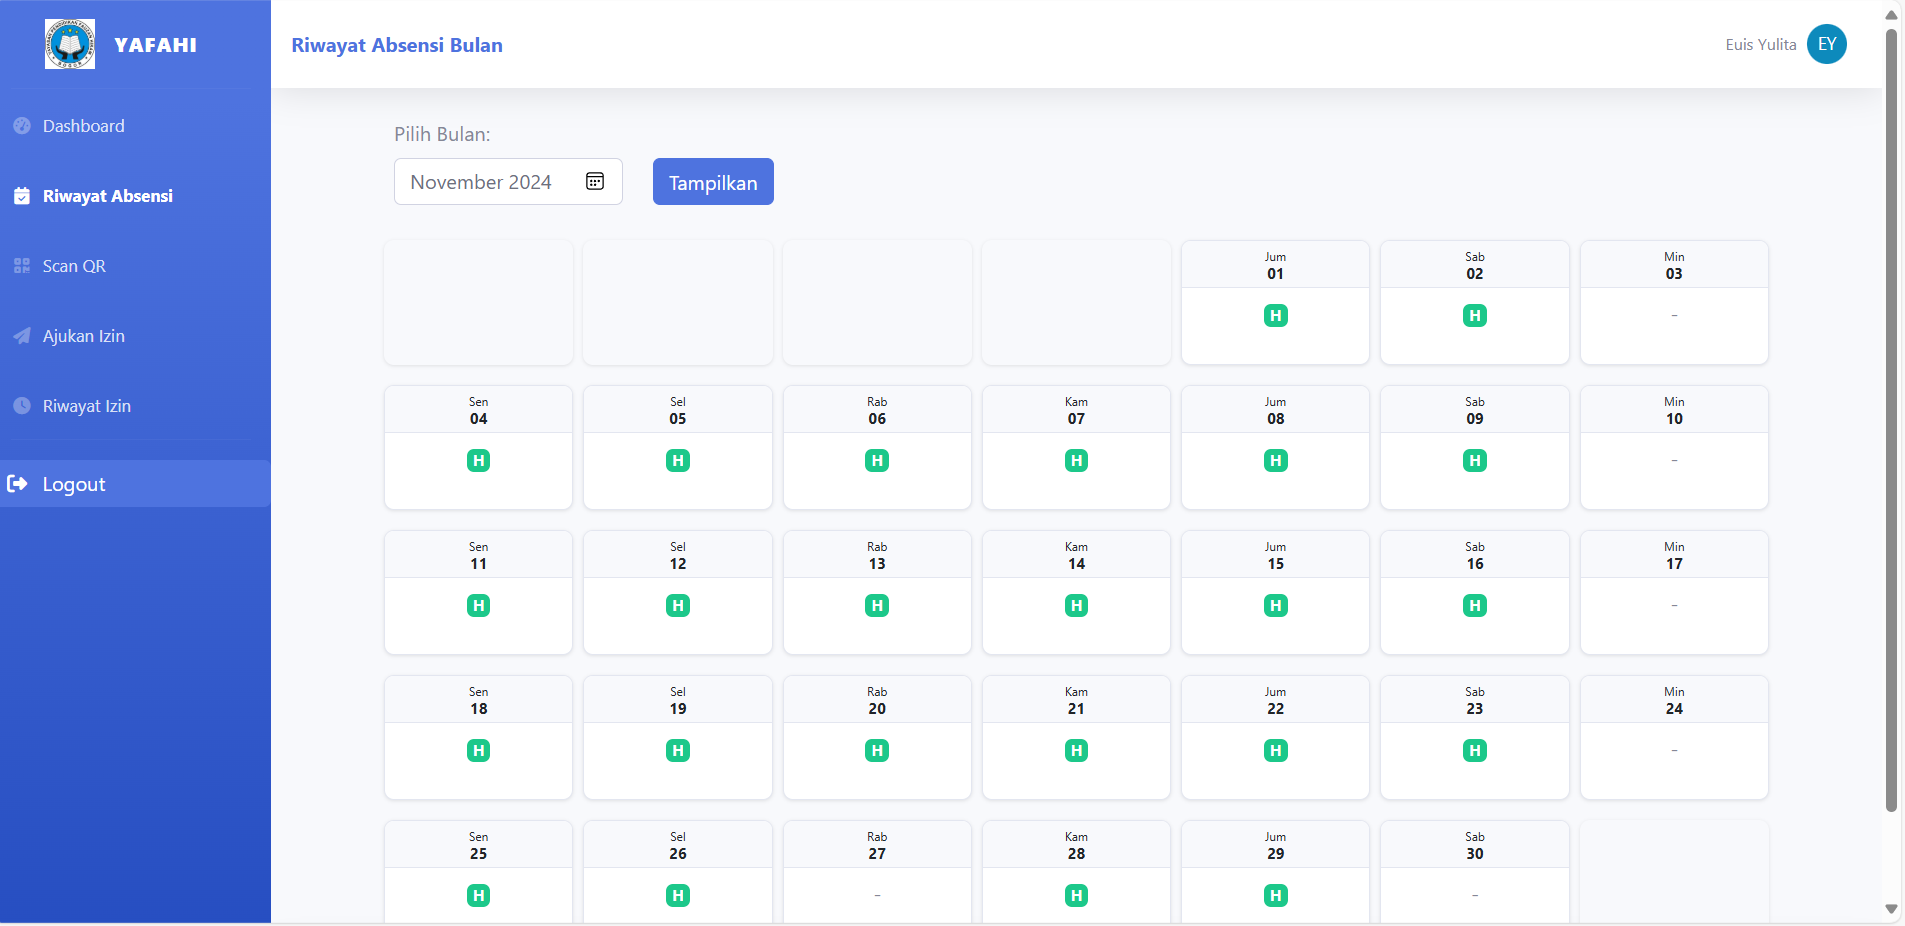 YAFAHI
Riwayat Absensi Bulan
Euis Yulita EY
Dashboard
Riwayat Absensi
Scan QR
Ajukan Izin
Riwayat Izin
Logout
Pilih Bulan:
November 2024 Tampilkan
Jum Sab Min
01 02 03
H H -
Sen Sel Rab Kam Jum Sab Min
04 05 06 07 08 09 10
H H H H H H -
Sen Sel Rab Kam Jum Sab Min
11 12 13 14 15 16 17
H H H H H H -
Sen Sel Rab Kam Jum Sab Min
18 19 20 21 22 23 24
H H H H H H -
Sen Sel Rab Kam Jum Sab
25 26 27 28 29 30
H H - H H -